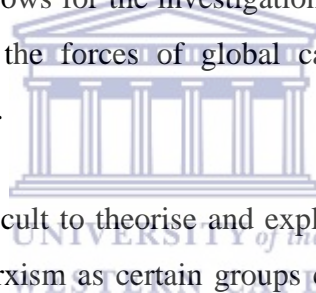 ows for the investigation
the forces of global ca
.
cult to theorise and expl
UNIVERSITY of the
rxism as certain groups
WESTERN CAPE